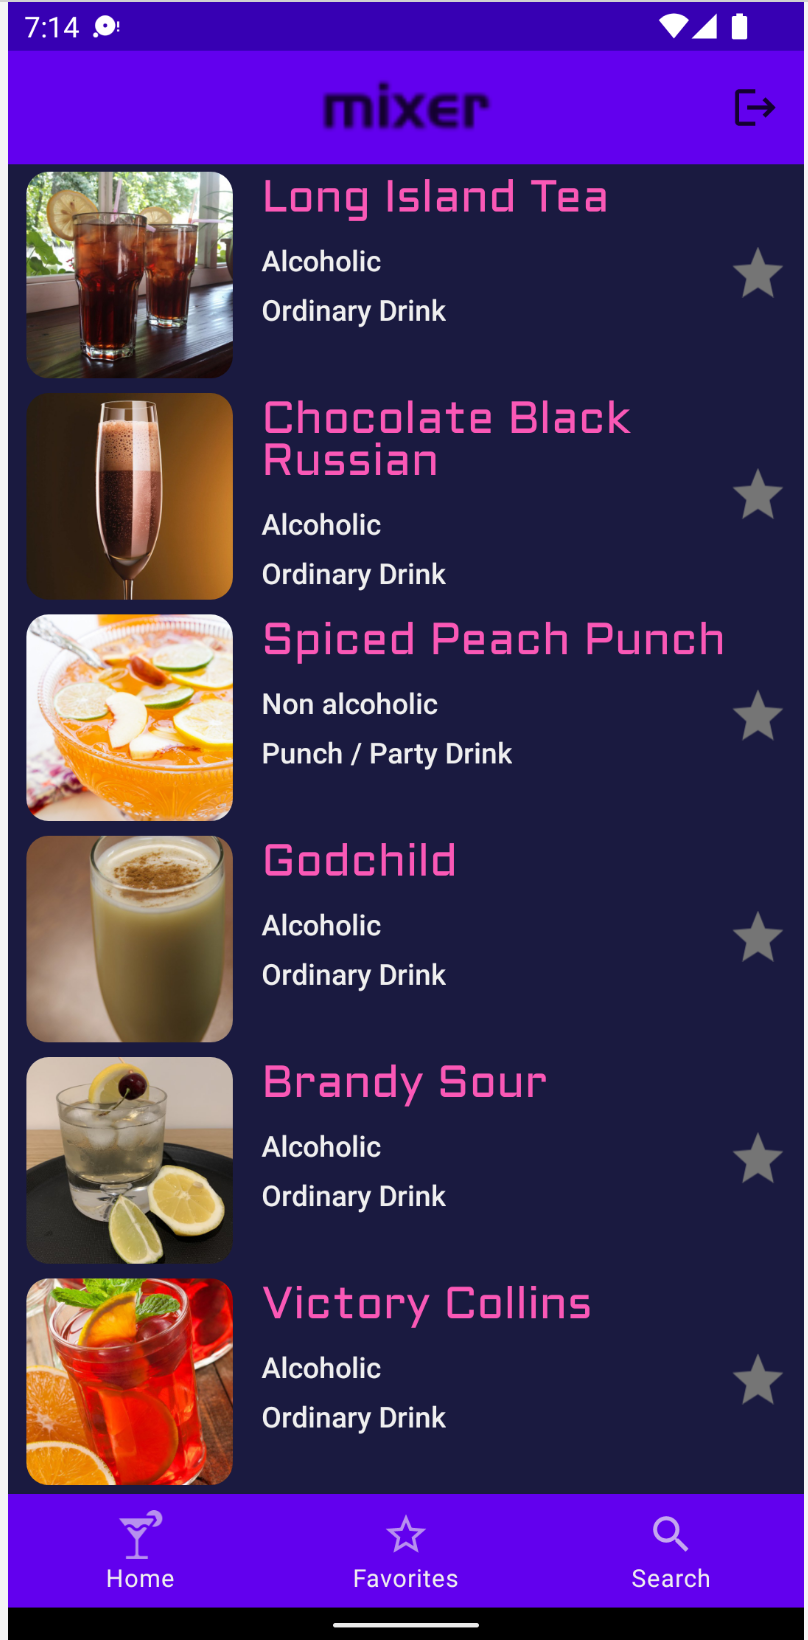 7:14
mixer
Long Island Tea
Alcoholic
Ordinary Drink
Chocolate Black
Russian
Alcoholic
Ordinary Drink
Spiced Peach Punch
Non alcoholic
Punch / Party Drink
Godchild
Alcoholic
Ordinary Drink
Brandy Sour
Alcoholic
Ordinary Drink
Victory Collins
Alcoholic
Ordinary Drink
Home
Favorites
Search